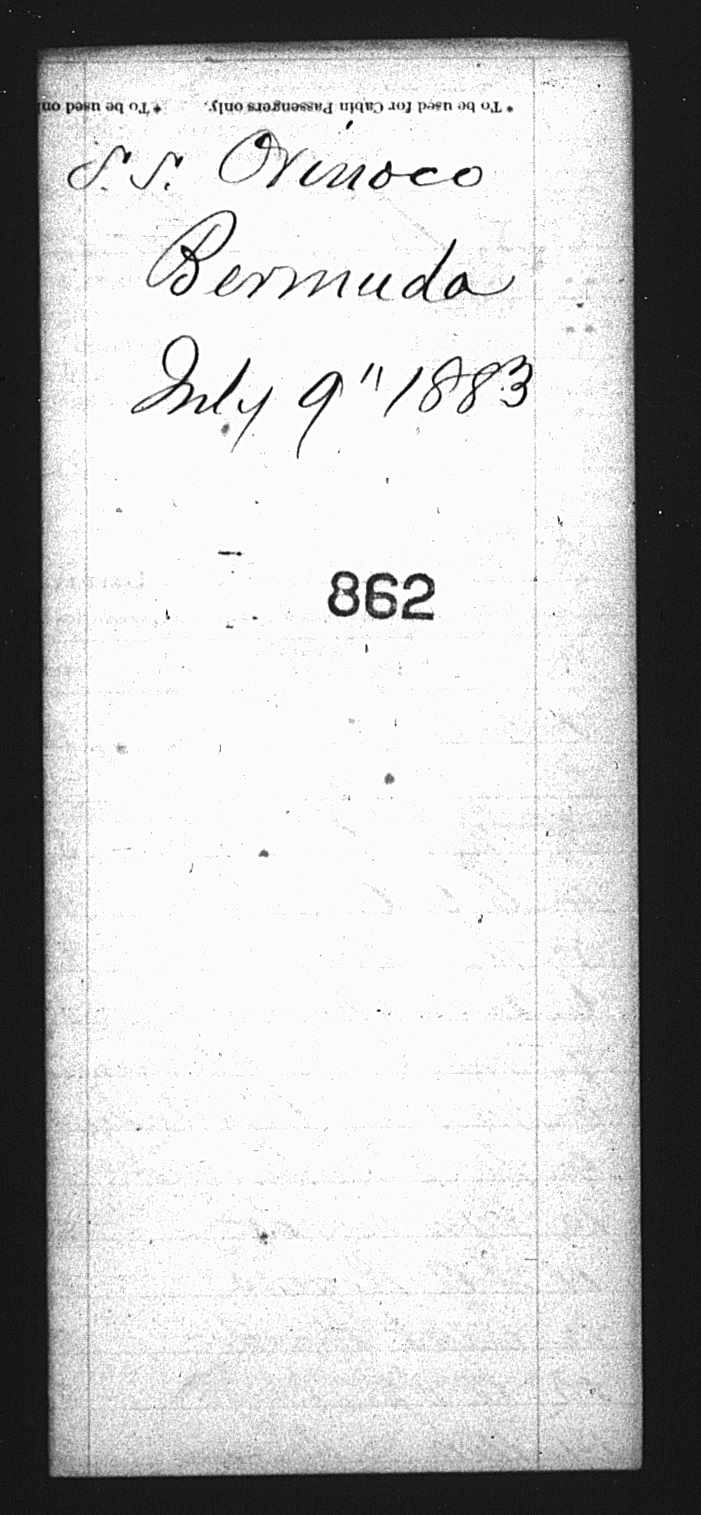 * To be used for Cabin Passengers only. * To be used on
S.S. Orinoco
Bermuda
July 9" 1883
862